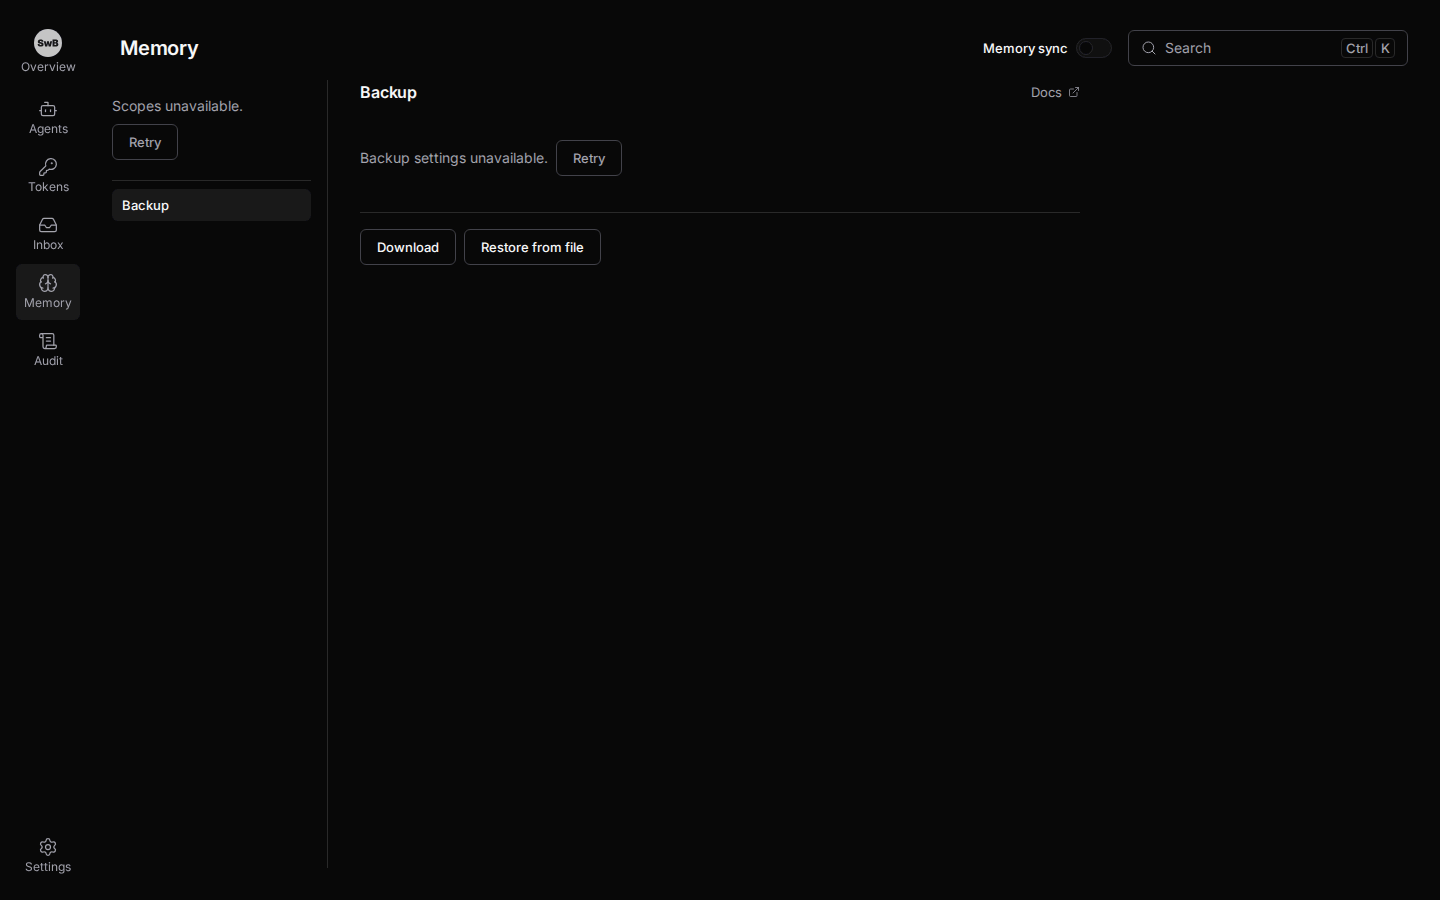 SwB
Overview
Agents
Tokens
Inbox
Memory
Audit
Settings
Memory
Memory sync
Search
Ctrl K
Scopes unavailable.
Retry
Backup
Backup
Docs
Backup settings unavailable.
Retry
Download
Restore from file